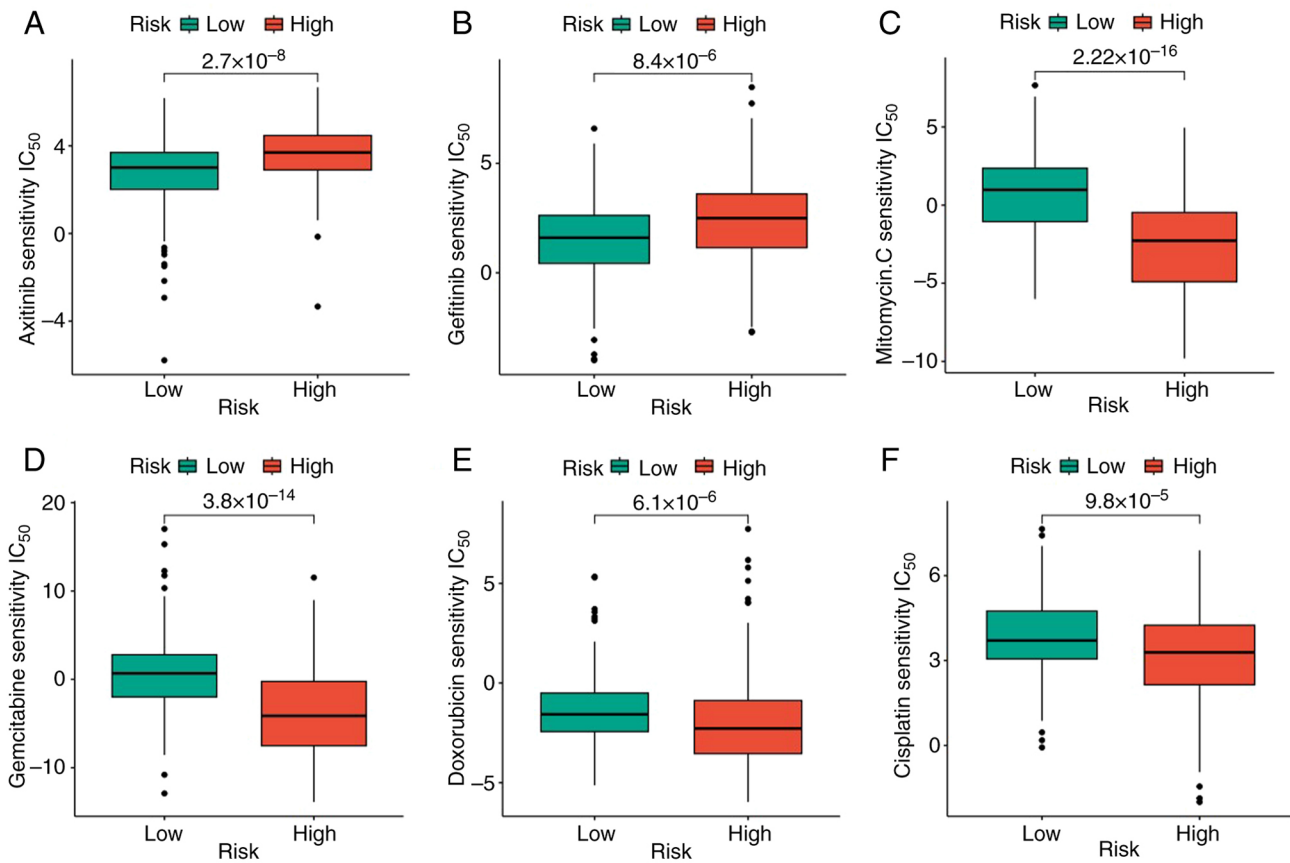 A
Risk Low High
2.7×10⁻⁸
Axitinib sensitivity IC₅₀
4
0
−4
Low High
Risk
B
Risk Low High
8.4×10⁻⁶
Gefitinib sensitivity IC₅₀
5
0
Low High
Risk
C
Risk Low High
2.22×10⁻¹⁶
Mitomycin.C sensitivity IC₅₀
5
0
−5
−10
Low High
Risk
D
Risk Low High
3.8×10⁻¹⁴
Gemcitabine sensitivity IC₅₀
20
10
0
−10
Low High
Risk
E
Risk Low High
6.1×10⁻⁶
Doxorubicin sensitivity IC₅₀
5
0
−5
Low High
Risk
F
Risk Low High
9.8×10⁻⁵
Cisplatin sensitivity IC₅₀
6
3
0
Low High
Risk